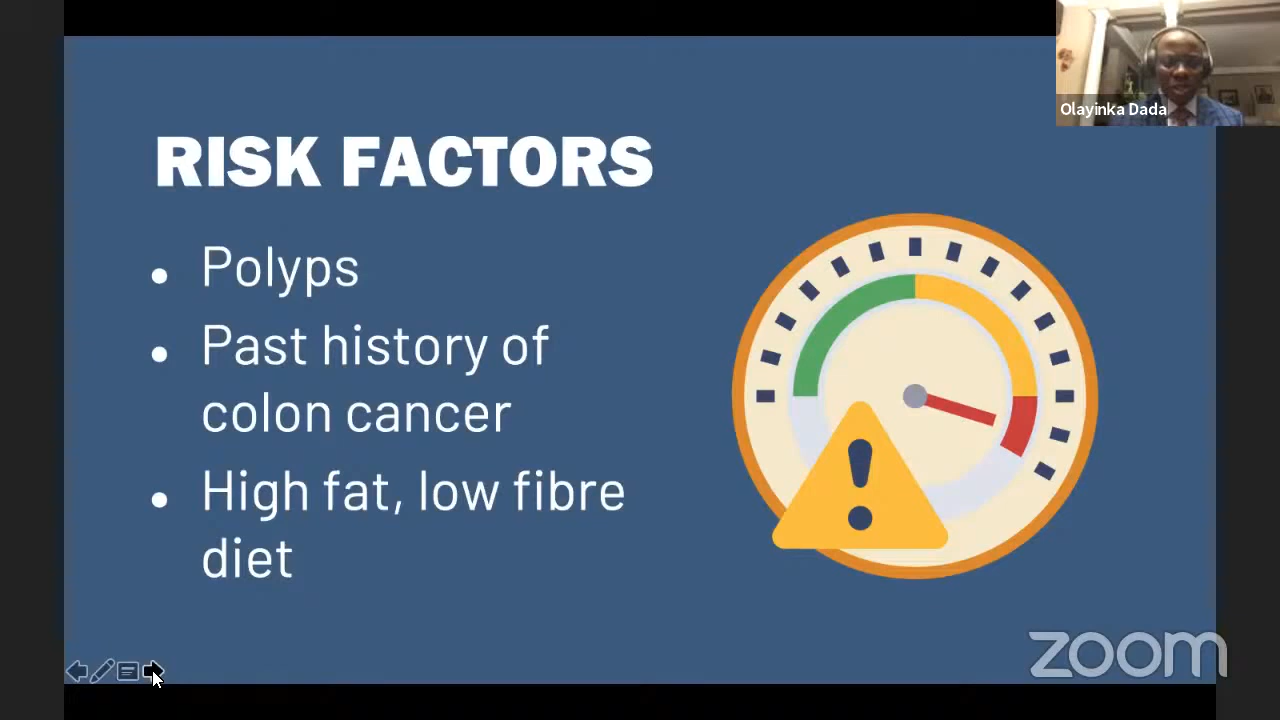 Olayinka Dada
RISK FACTORS
• Polyps
• Past history of
colon cancer
• High fat, low fibre
diet
zoom